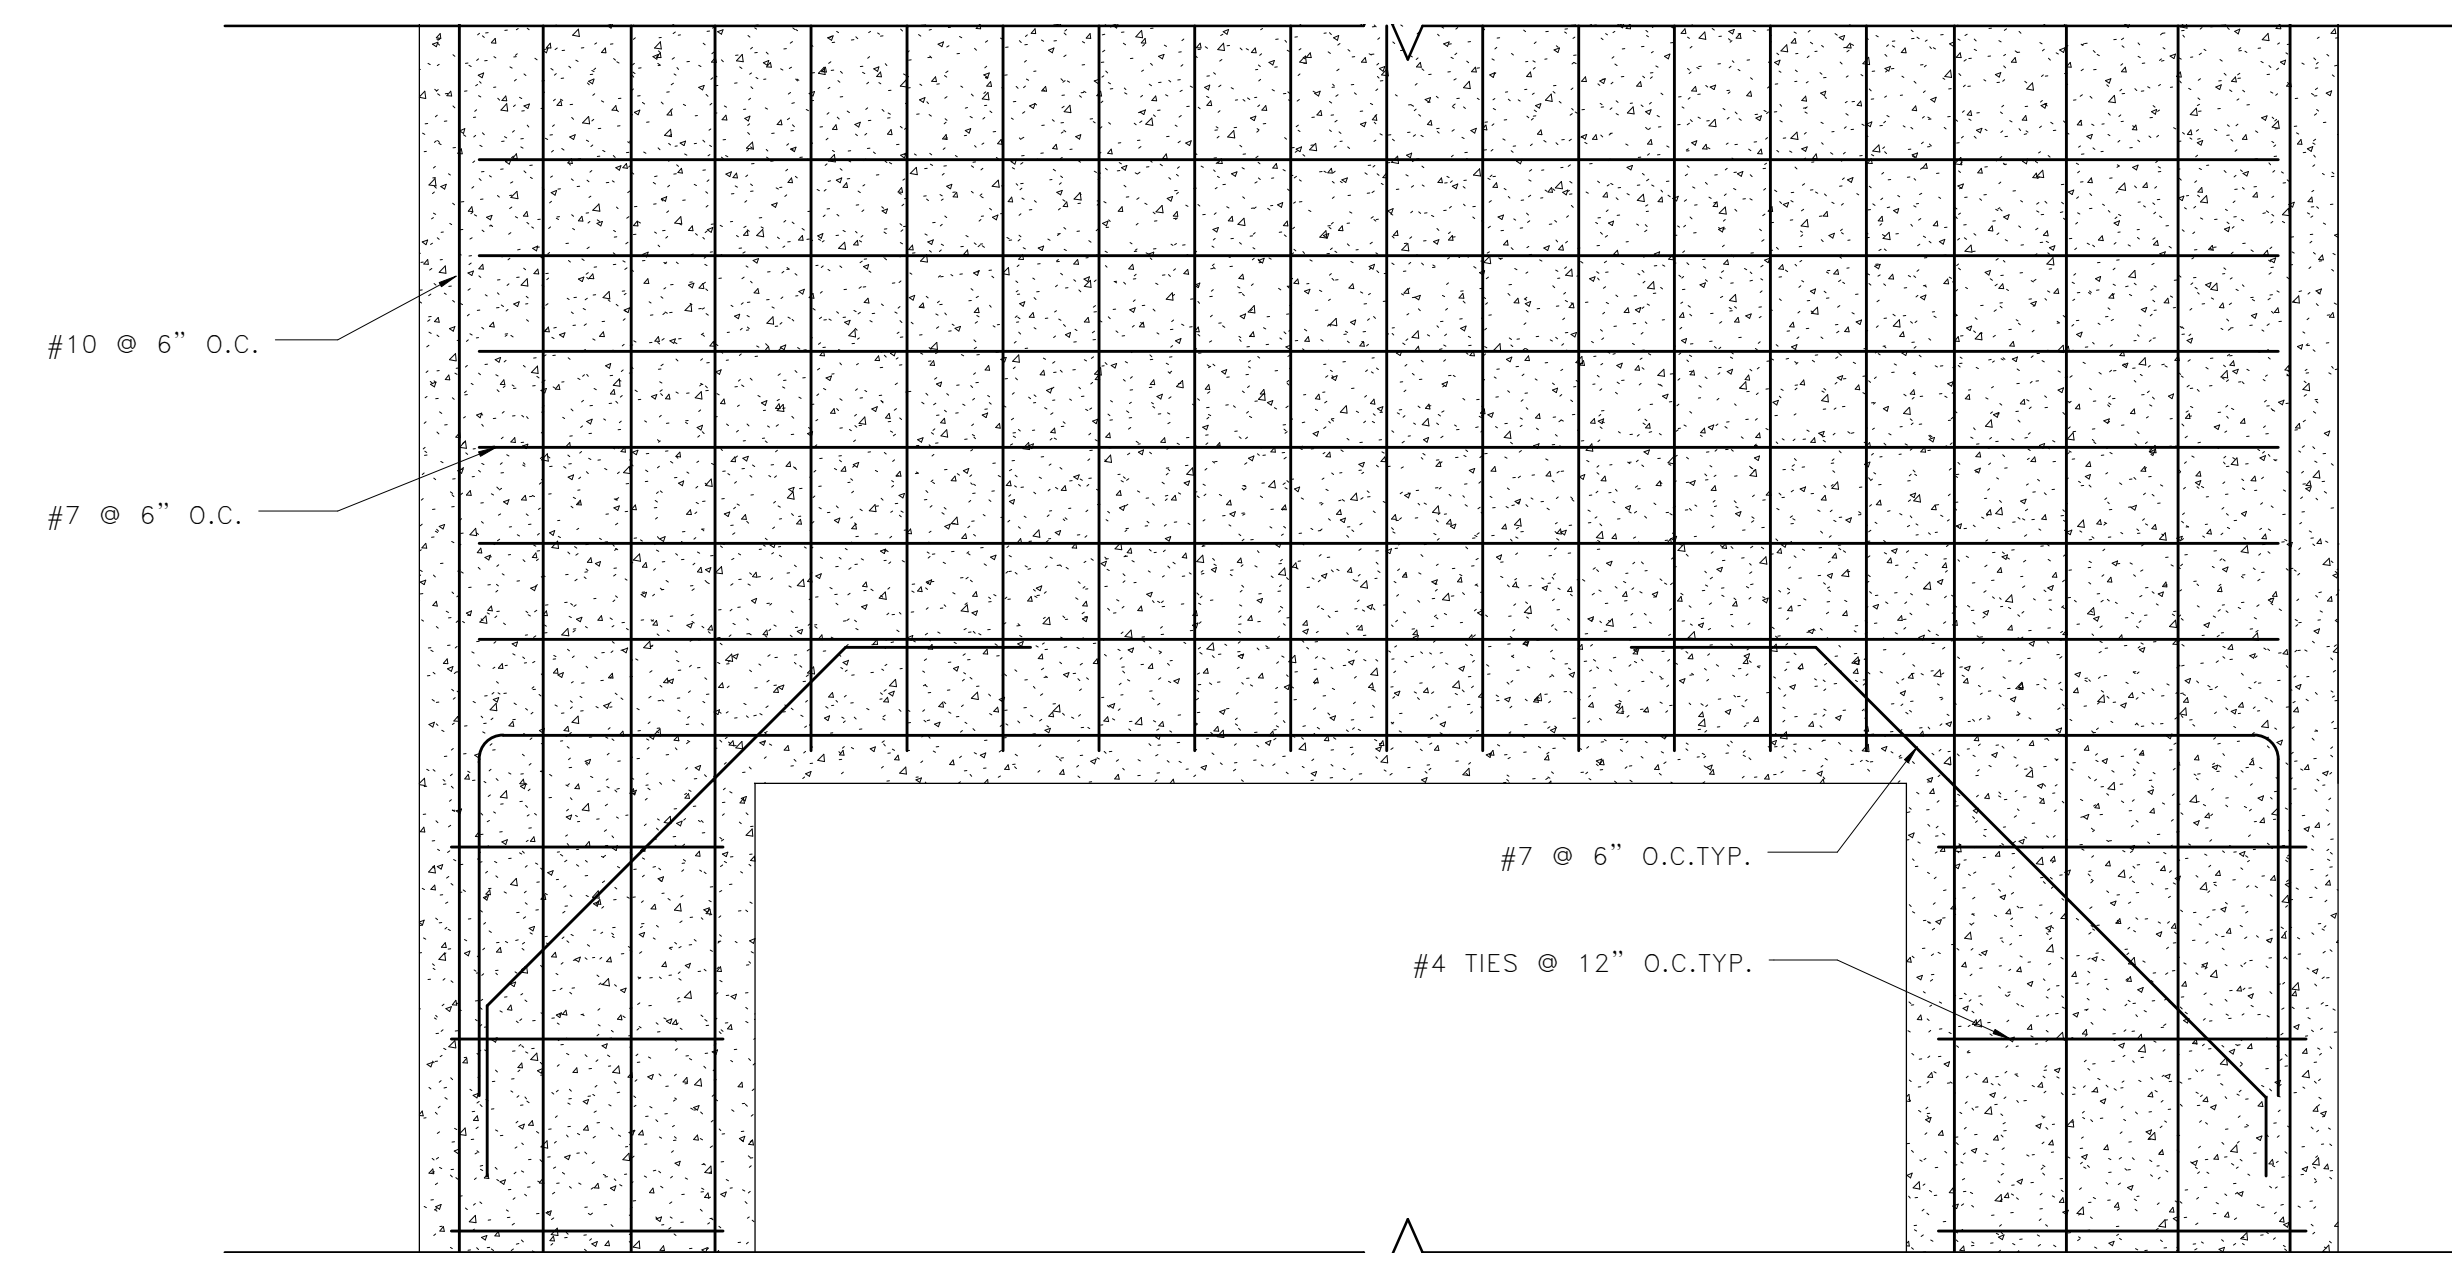 #10 @ 6” O.C.
#7 @ 6” O.C.
#7 @ 6” O.C.TYP.
#4 TIES @ 12” O.C.TYP.